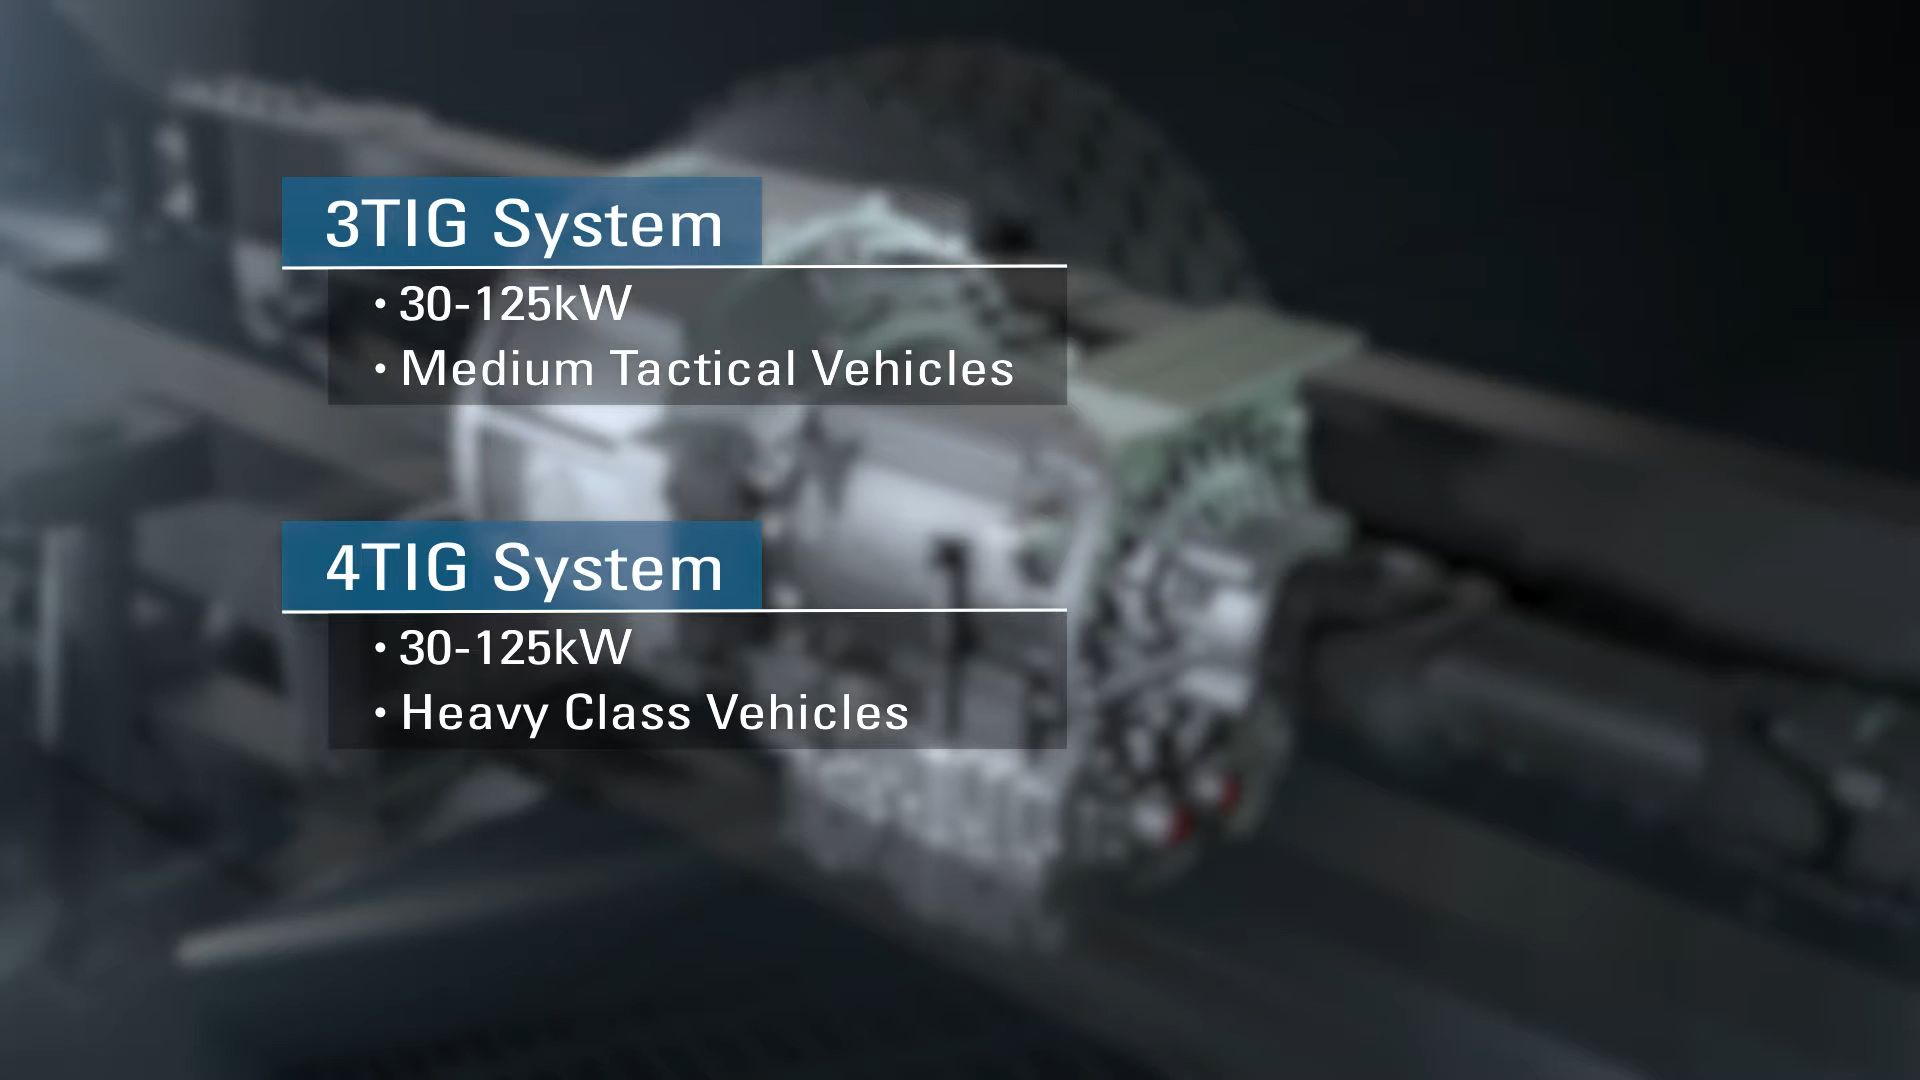 3TIG System
• 30-125kW
• Medium Tactical Vehicles
4TIG System
• 30-125kW
• Heavy Class Vehicles